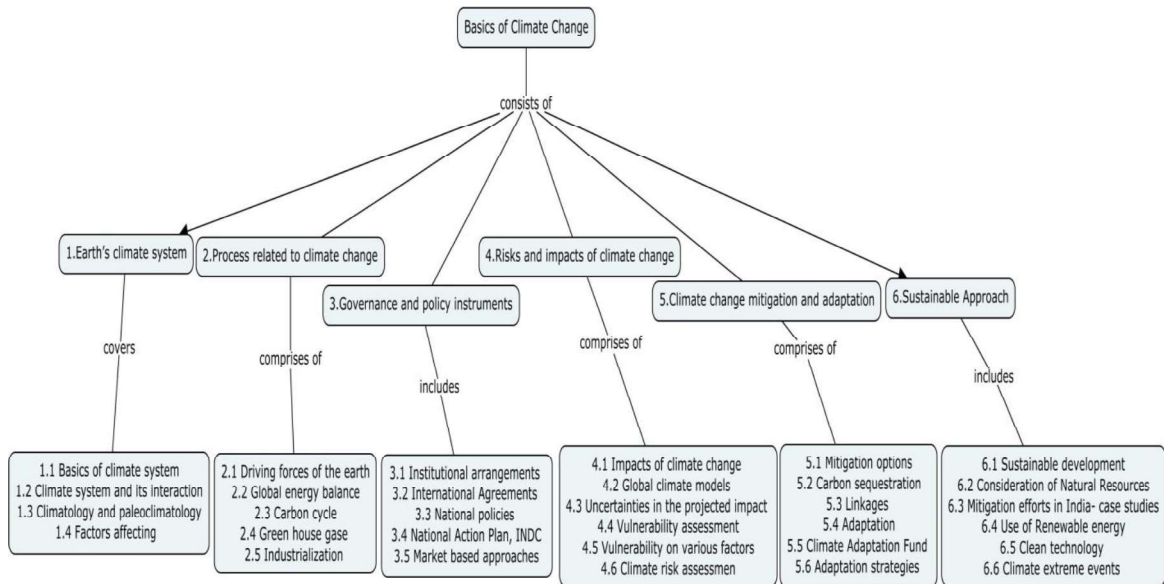 Basics of Climate Change
consists of
1.Earth's climate system
2.Process related to climate change
3.Governance and policy instruments
4.Risks and impacts of climate change
5.Climate change mitigation and adaptation
6.Sustainable Approach
covers
comprises of
includes
comprises of
comprises of
includes
1.1 Basics of climate system
1.2 Climate system and its interaction
1.3 Climatology and paleoclimatology
1.4 Factors affecting
2.1 Driving forces of the earth
2.2 Global energy balance
2.3 Carbon cycle
2.4 Green house gase
2.5 Industrialization
3.1 Institutional arrangements
3.2 International Agreements
3.3 National policies
3.4 National Action Plan, INDC
3.5 Market based approaches
4.1 Impacts of climate change
4.2 Global climate models
4.3 Uncertainties in the projected impact
4.4 Vulnerability assessment
4.5 Vulnerability on various factors
4.6 Climate risk assessmen
5.1 Mitigation options
5.2 Carbon sequestration
5.3 Linkages
5.4 Adaptation
5.5 Climate Adaptation Fund
5.6 Adaptation strategies
6.1 Sustainable development
6.2 Consideration of Natural Resources
6.3 Mitigation efforts in India- case studies
6.4 Use of Renewable energy
6.5 Clean technology
6.6 Climate extreme events